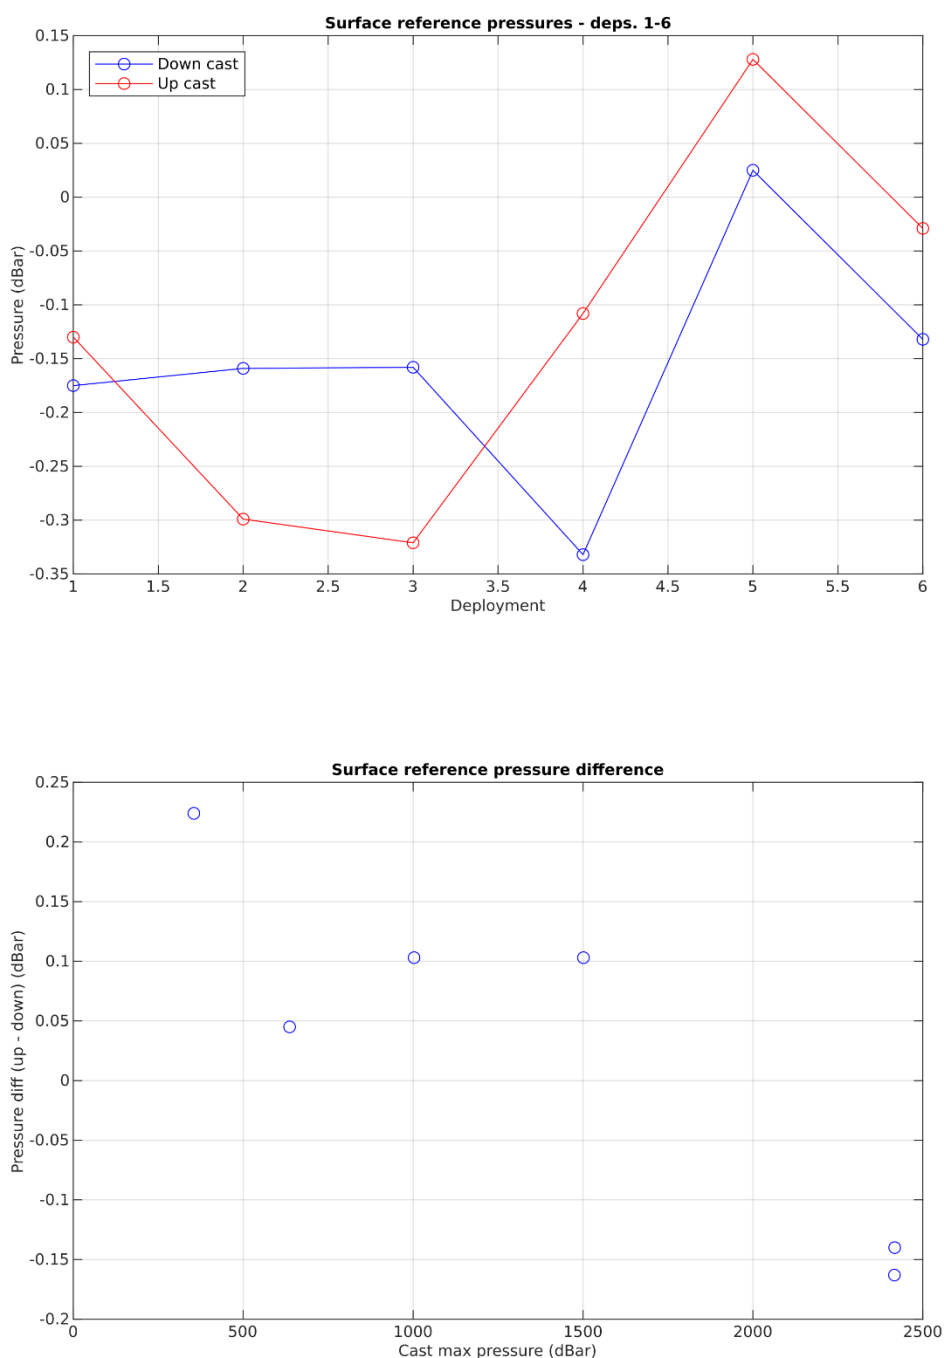 Surface reference pressures - deps. 1-6
0.15
0.1
0.05
0
-0.05
-0.1
-0.15
-0.2
-0.25
-0.3
-0.35
Pressure (dBar)
Down cast
Up cast
1 1.5 2 2.5 3 3.5 4 4.5 5 5.5 6
Deployment
Surface reference pressure difference
0.25
0.2
0.15
0.1
0.05
0
-0.05
-0.1
-0.15
-0.2
Pressure diff (up - down) (dBar)
0 500 1000 1500 2000 2500
Cast max pressure (dBar)